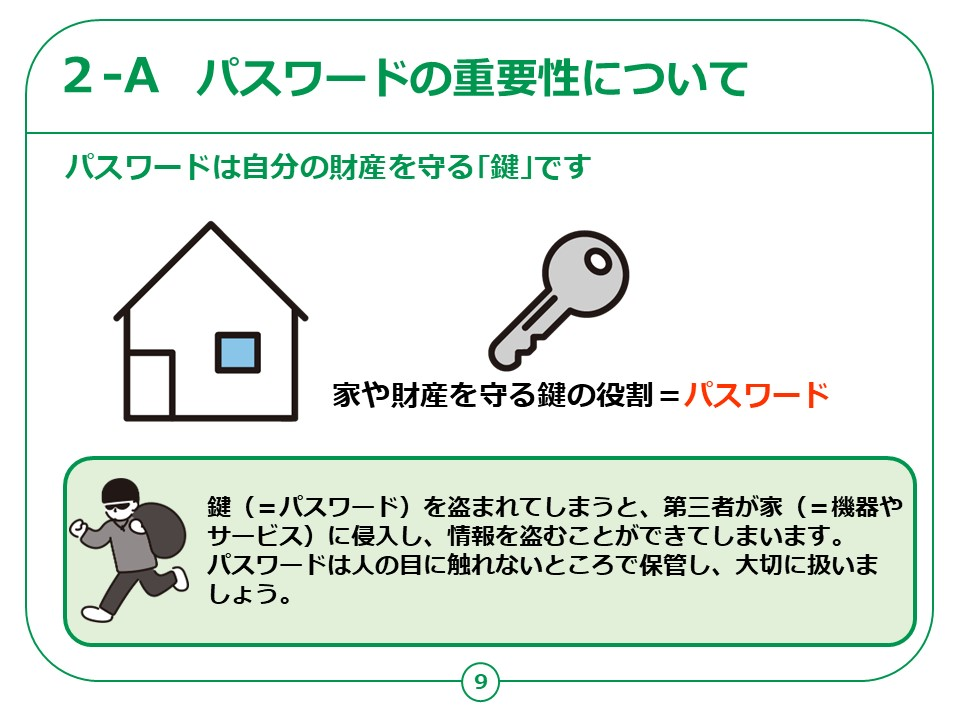 ２-A パスワードの重要性について
パスワードは自分の財産を守る｢鍵｣です
家や財産を守る鍵の役割＝パスワード
鍵（＝パスワード）を盗まれてしまうと、第三者が家（＝機器や
サービス）に侵入し、情報を盗むことができてしまいます。
パスワードは人の目に触れないところで保管し、大切に扱いま
しょう。
9